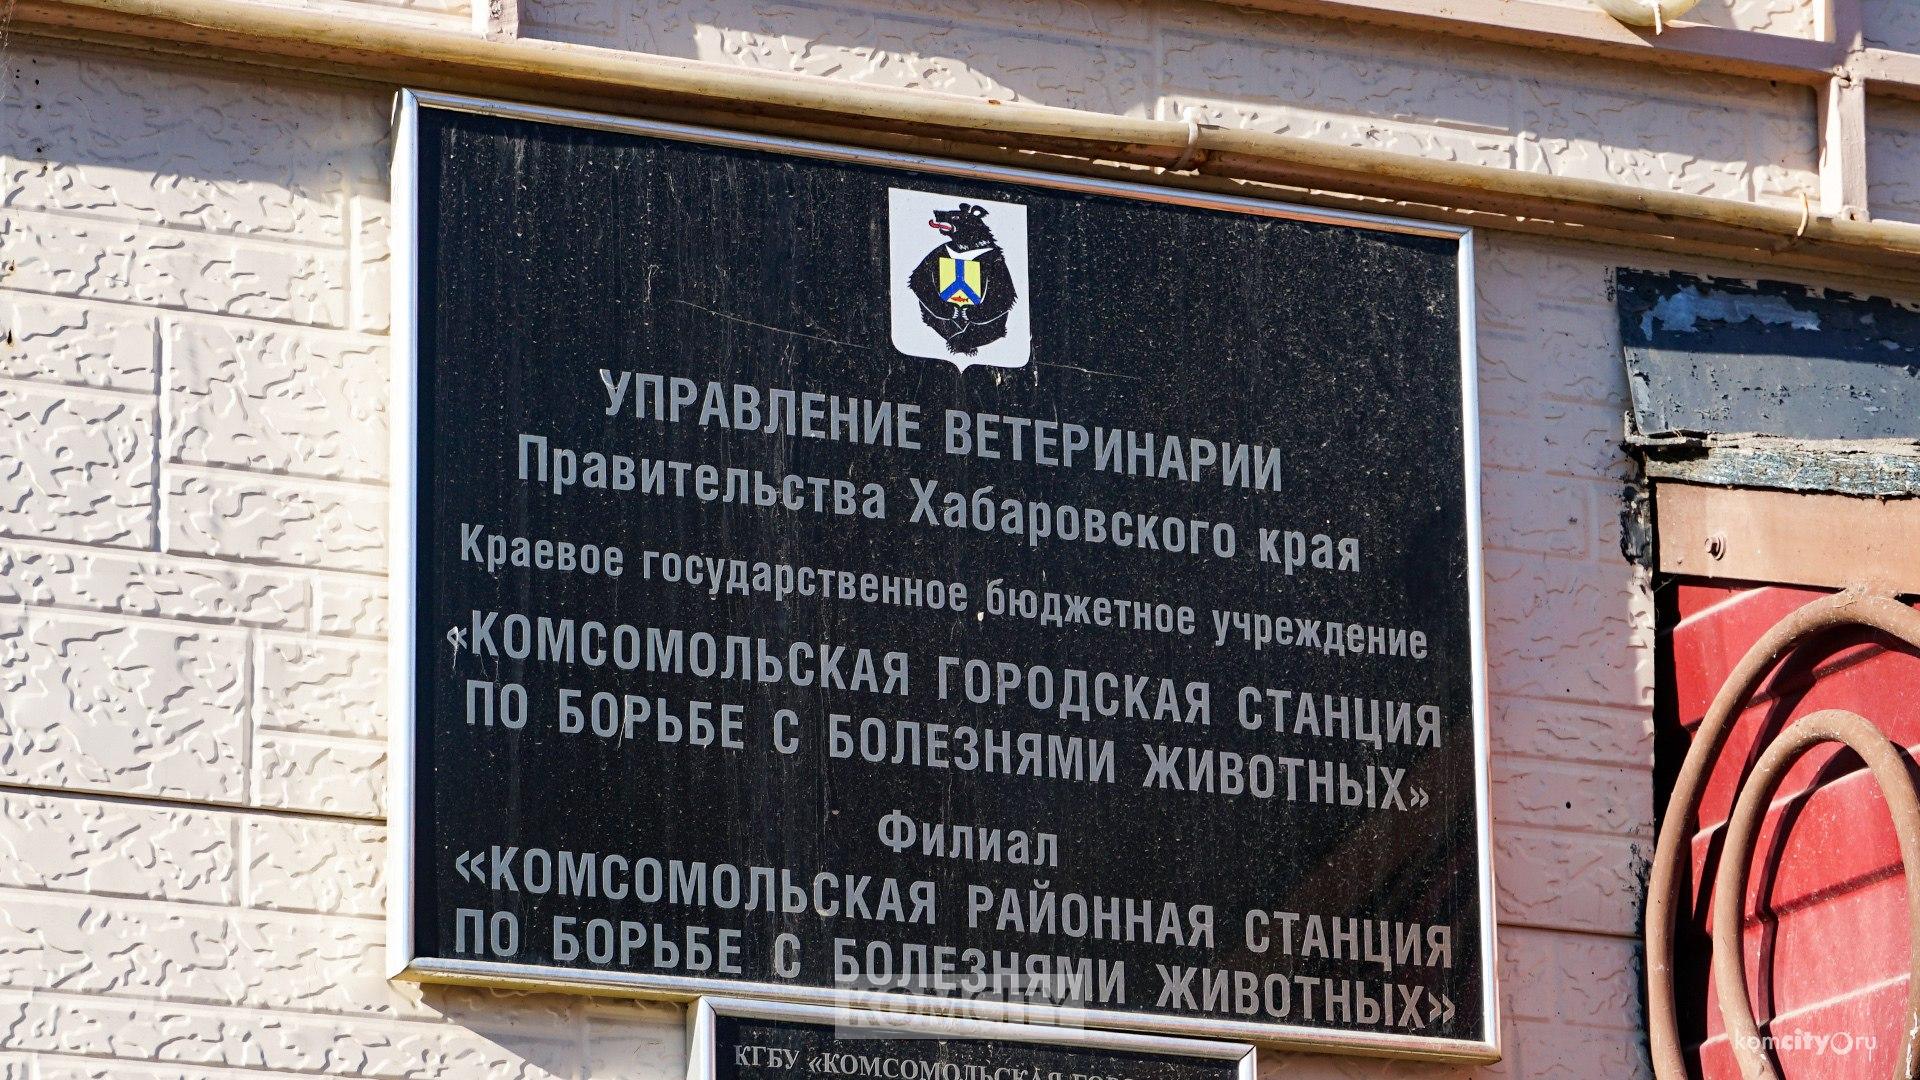 УПРАВЛЕНИЕ ВЕТЕРИНАРИИ
Правительства Хабаровского края
Краевое государственное бюджетное учреждение
«КОМСОМОЛЬСКАЯ ГОРОДСКАЯ СТАНЦИЯ
ПО БОРЬБЕ С БОЛЕЗНЯМИ ЖИВОТНЫХ»
Филиал
«КОМСОМОЛЬСКАЯ РАЙОННАЯ СТАНЦИЯ
ПО БОРЬБЕ С БОЛЕЗНЯМИ ЖИВОТНЫХ»
KOMCITY
komcity.ru
КГБУ «КОМСОМОЛЬСКАЯ